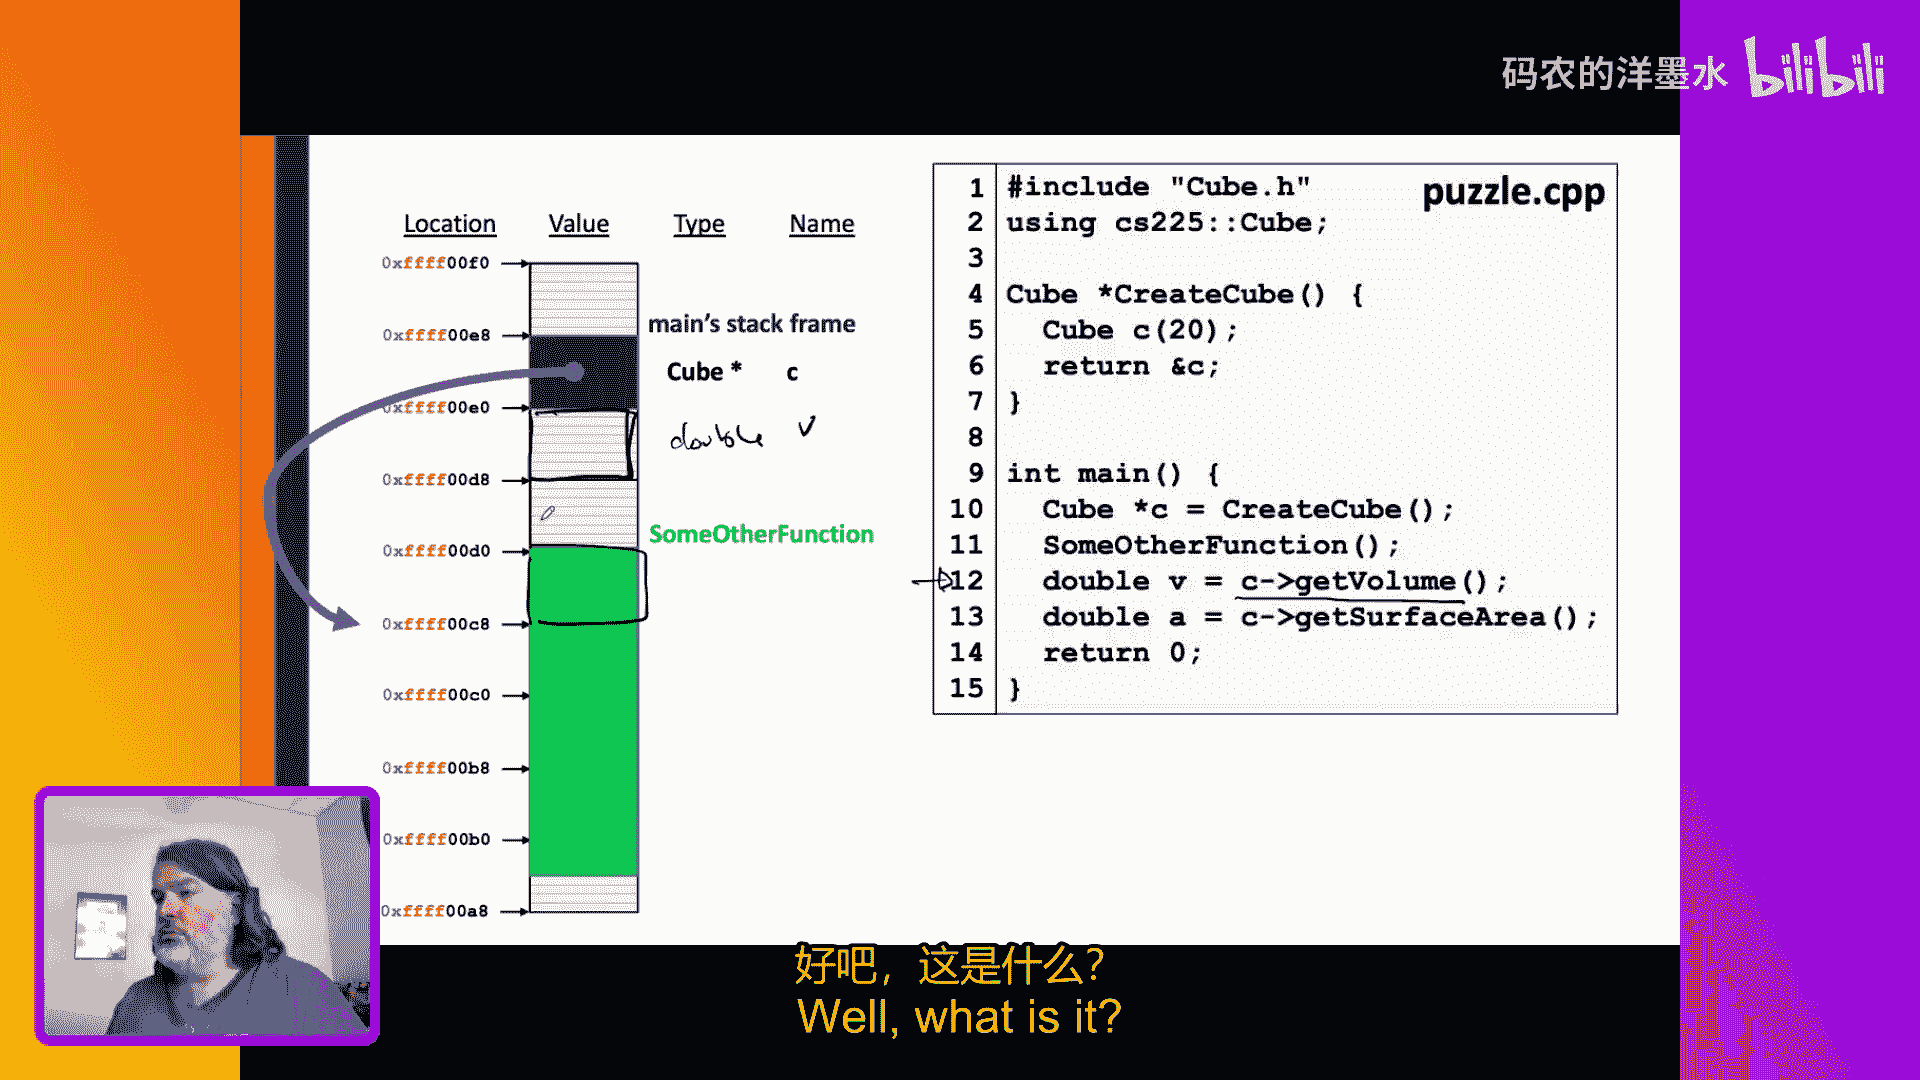 码农的洋墨水 bilibili
Location Value Type Name
0xffff00f0
main's stack frame
0xffff00e8
Cube * c
0xffff00e0
double v
0xffff00d8
SomeOtherFunction
0xffff00d0
0xffff00c8
0xffff00c0
0xffff00b8
0xffff00b0
0xffff00a8
puzzle.cpp
1 #include "Cube.h"
2 using cs225::Cube;
3
4 Cube *CreateCube() {
5 Cube c(20);
6 return &c;
7 }
8
9 int main() {
10 Cube *c = CreateCube();
11 SomeOtherFunction();
12 double v = c->getVolume();
13 double a = c->getSurfaceArea();
14 return 0;
15 }
好吧，这是什么？
Well, what is it?